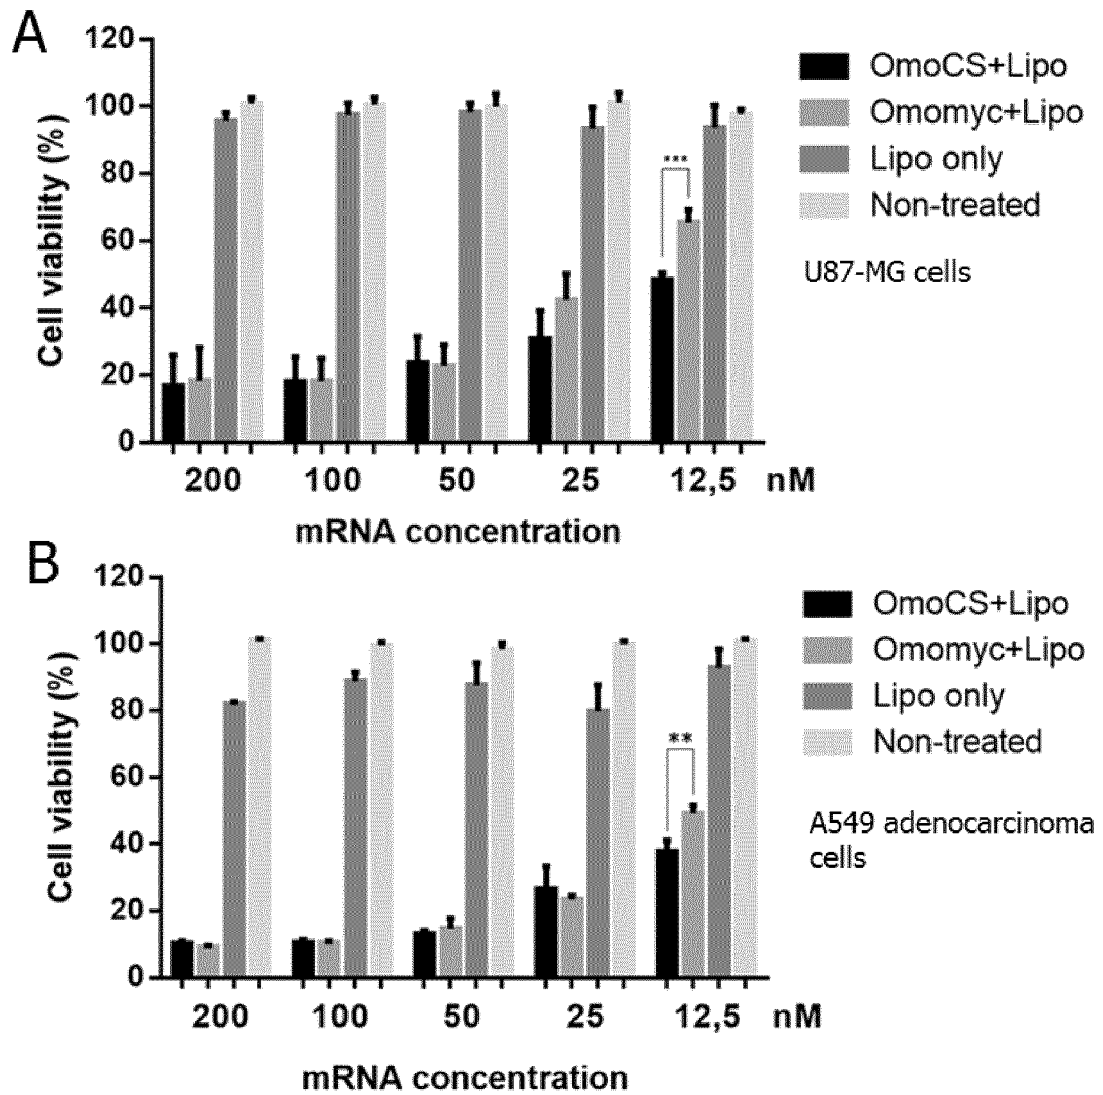 A
120
100
80
60
40
20
0
Cell viability (%)
***
OmoCS+Lipo
Omomyc+Lipo
Lipo only
Non-treated
U87-MG cells
200 100 50 25 12,5 nM
mRNA concentration
B
120
100
80
60
40
20
0
Cell viability (%)
**
OmoCS+Lipo
Omomyc+Lipo
Lipo only
Non-treated
A549 adenocarcinoma
cells
200 100 50 25 12,5 nM
mRNA concentration